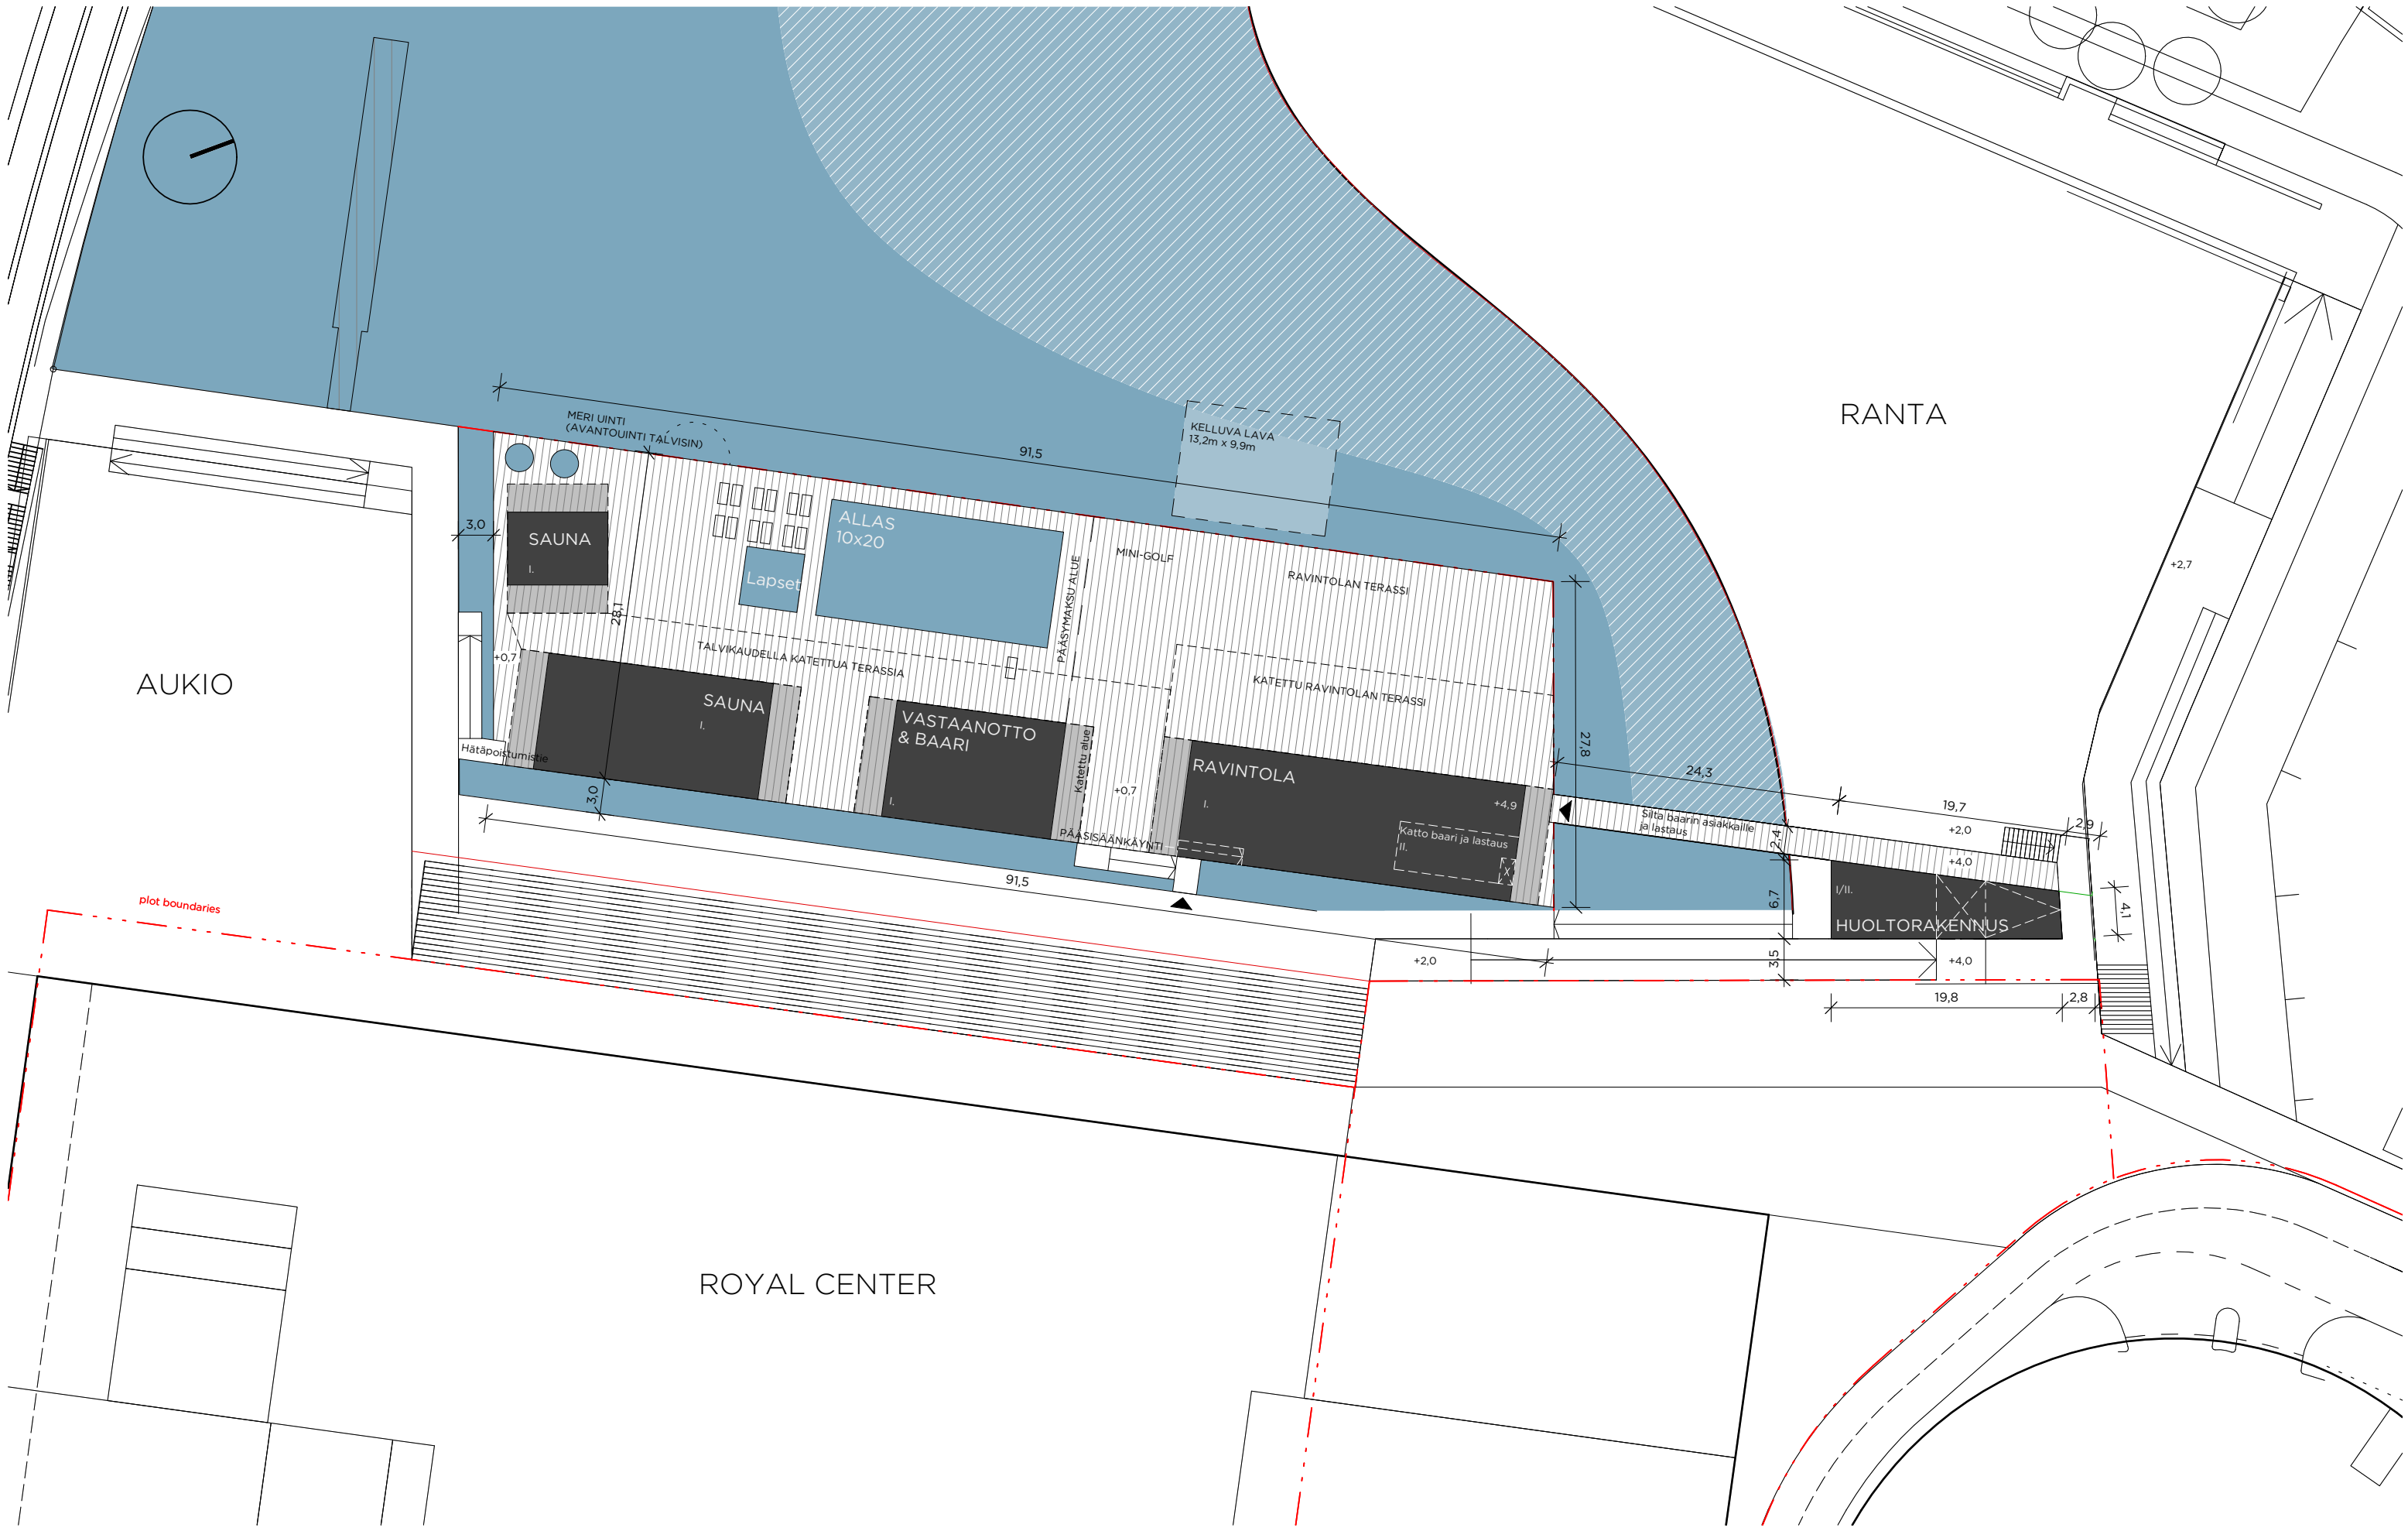 RANTA
MERI UINTI
(AVANTOUINTI TALVISIN)
91,5
KELLUVA LAVA
13,2m x 9,9m
3,0
SAUNA
I.
ALLAS
10x20
Lapset
28,1
PÄÄSYMAKSU ALUE
MINI-GOLF
RAVINTOLAN TERASSI
+2,7
+0,7
TALVIKAUDELLA KATETTUA TERASSIA
KATETTU RAVINTOLAN TERASSI
AUKIO
SAUNA
I.
VASTAANOTTO
& BAARI
I.
Katettu alue
+0,7
RAVINTOLA
I.
+4,9
Katto baari ja lastaus
II.
X
27,8
24,3
19,7
2,9
Hätäpoistumistie
3,0
PÄÄSISÄÄNKÄYNTI
Silta baarin asiakkaille
ja lastaus
2,4
+2,0
+4,0
I/II.
HUOLTORAKENNUS
6,7
4,1
91,5
plot boundaries
+2,0
3,5
+4,0
19,8
2,8
ROYAL CENTER